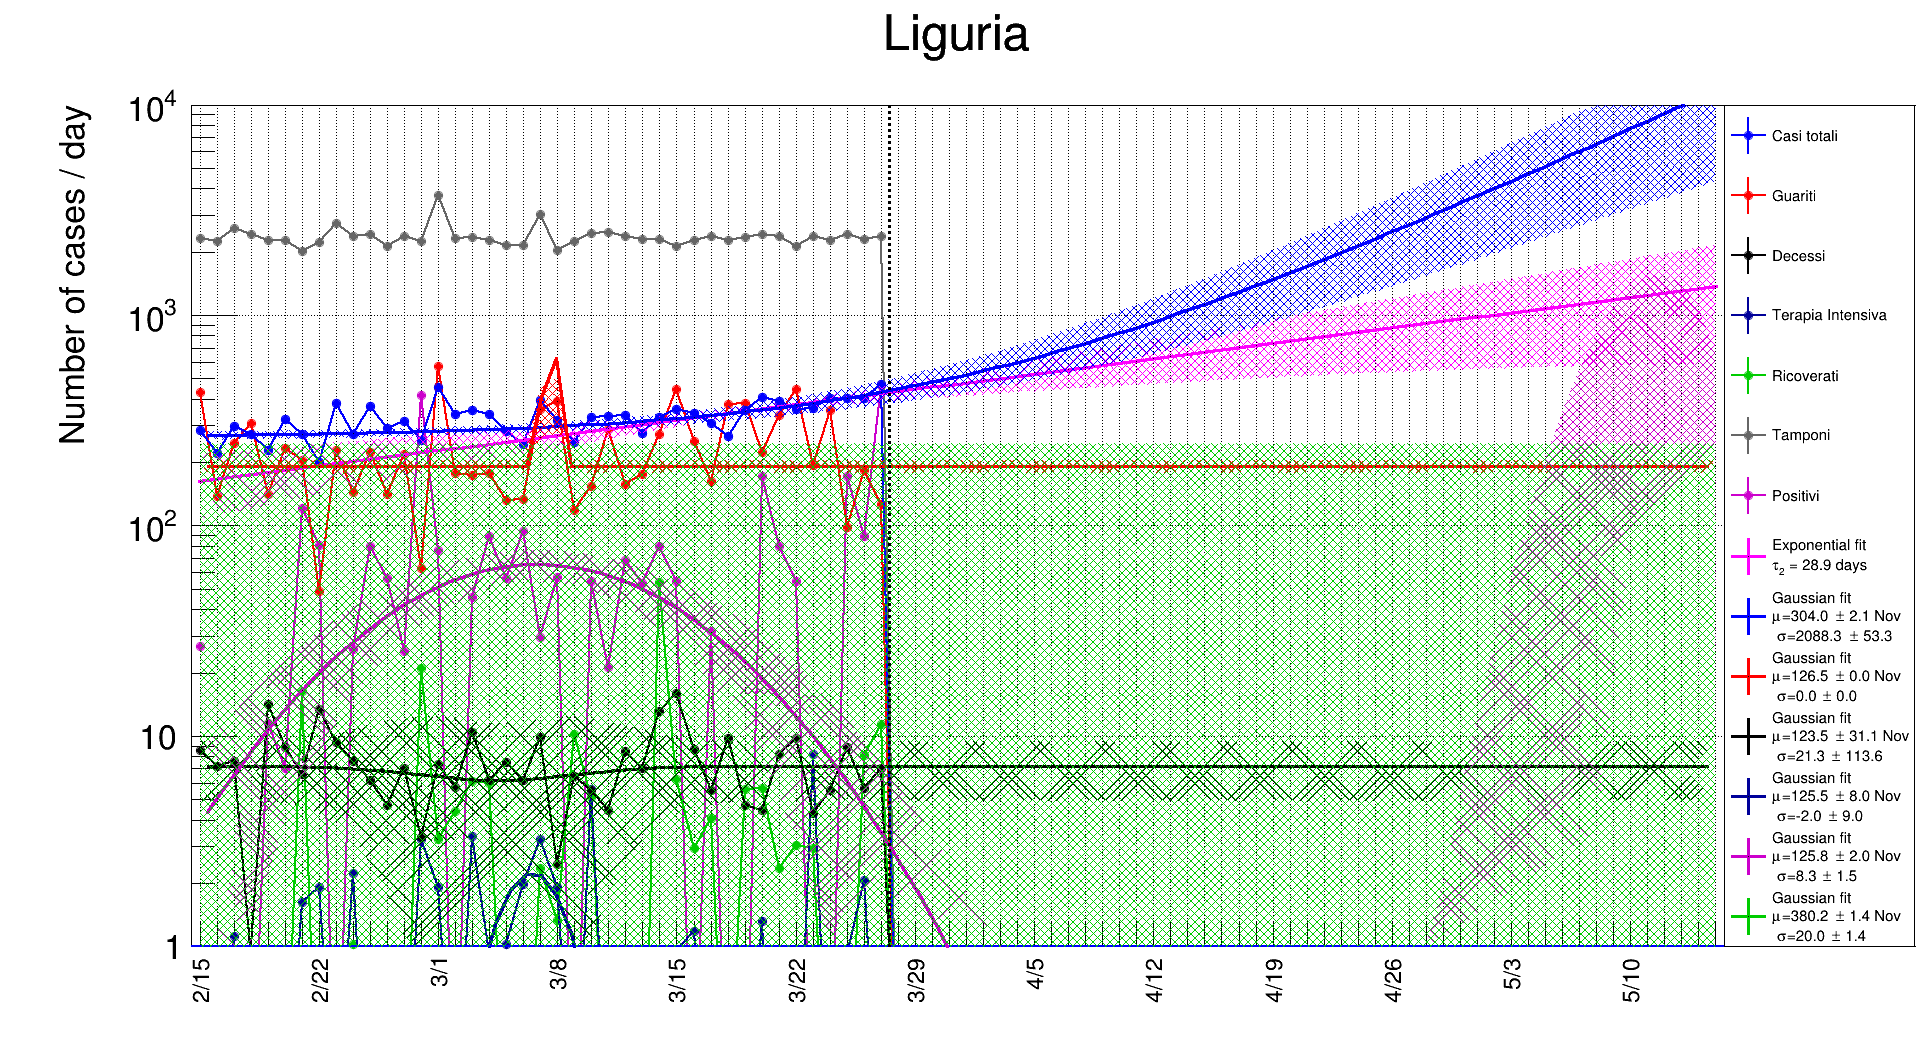 Liguria
Number of cases / day
10⁴
10³
10²
10
1
2/15 2/22 3/1 3/8 3/15 3/22 3/29 4/5 4/12 4/19 4/26 5/3 5/10
Casi totali
Guariti
Decessi
Terapia Intensiva
Ricoverati
Tamponi
Positivi
Exponential fit
τ₂ = 28.9 days
Gaussian fit
μ=304.0 ± 2.1 Nov
σ=2088.3 ± 53.3
Gaussian fit
μ=126.5 ± 0.0 Nov
σ=0.0 ± 0.0
Gaussian fit
μ=123.5 ± 31.1 Nov
σ=21.3 ± 113.6
Gaussian fit
μ=125.5 ± 8.0 Nov
σ=-2.0 ± 9.0
Gaussian fit
μ=125.8 ± 2.0 Nov
σ=8.3 ± 1.5
Gaussian fit
μ=380.2 ± 1.4 Nov
σ=20.0 ± 1.4